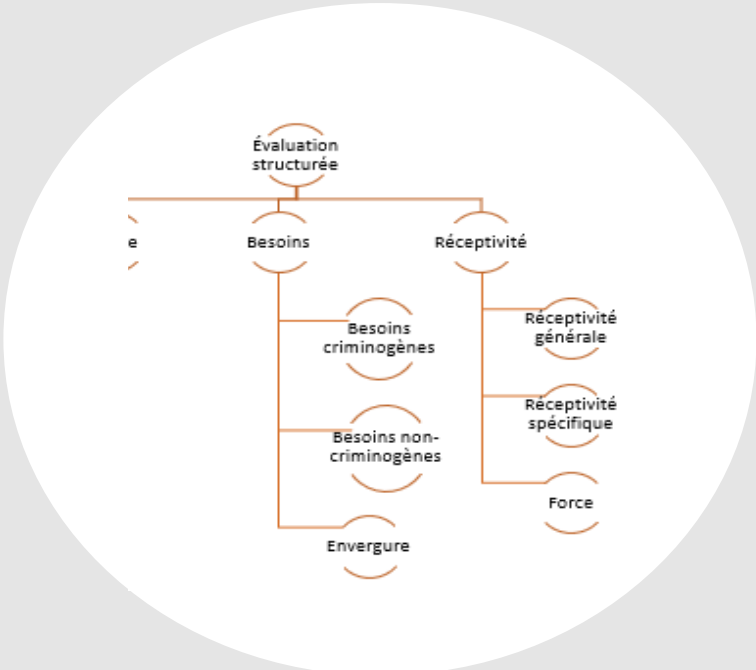 Évaluation
structurée
e
Besoins
Réceptivité
Besoins
criminogènes
Besoins non-
criminogènes
Envergure
Réceptivité
générale
Réceptivité
spécifique
Force